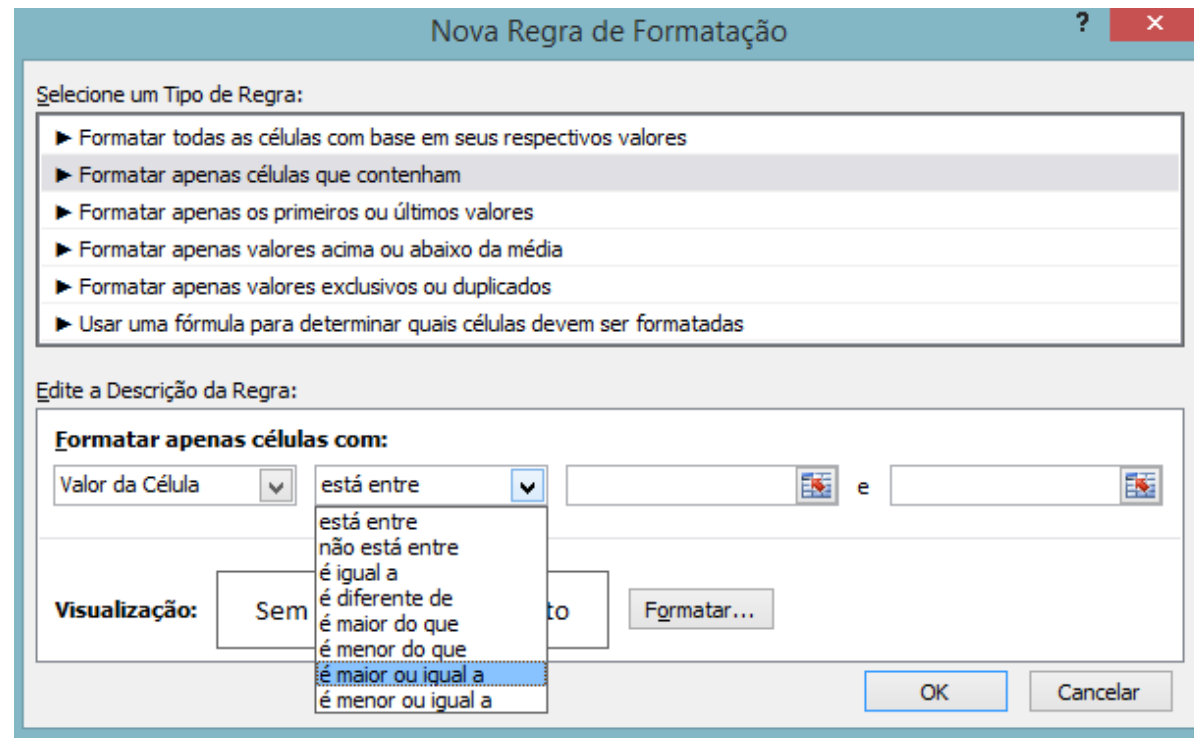 Nova Regra de Formatação
?
×
Selecione um Tipo de Regra:
► Formatar todas as células com base em seus respectivos valores
► Formatar apenas células que contenham
► Formatar apenas os primeiros ou últimos valores
► Formatar apenas valores acima ou abaixo da média
► Formatar apenas valores exclusivos ou duplicados
► Usar uma fórmula para determinar quais células devem ser formatadas
Edite a Descrição da Regra:
Formatar apenas células com:
Valor da Célula
está entre
e
está entre
não está entre
é igual a
é diferente de
é maior do que
é menor do que
é maior ou igual a
é menor ou igual a
Visualização:
Sem
to
Formatar...
OK
Cancelar